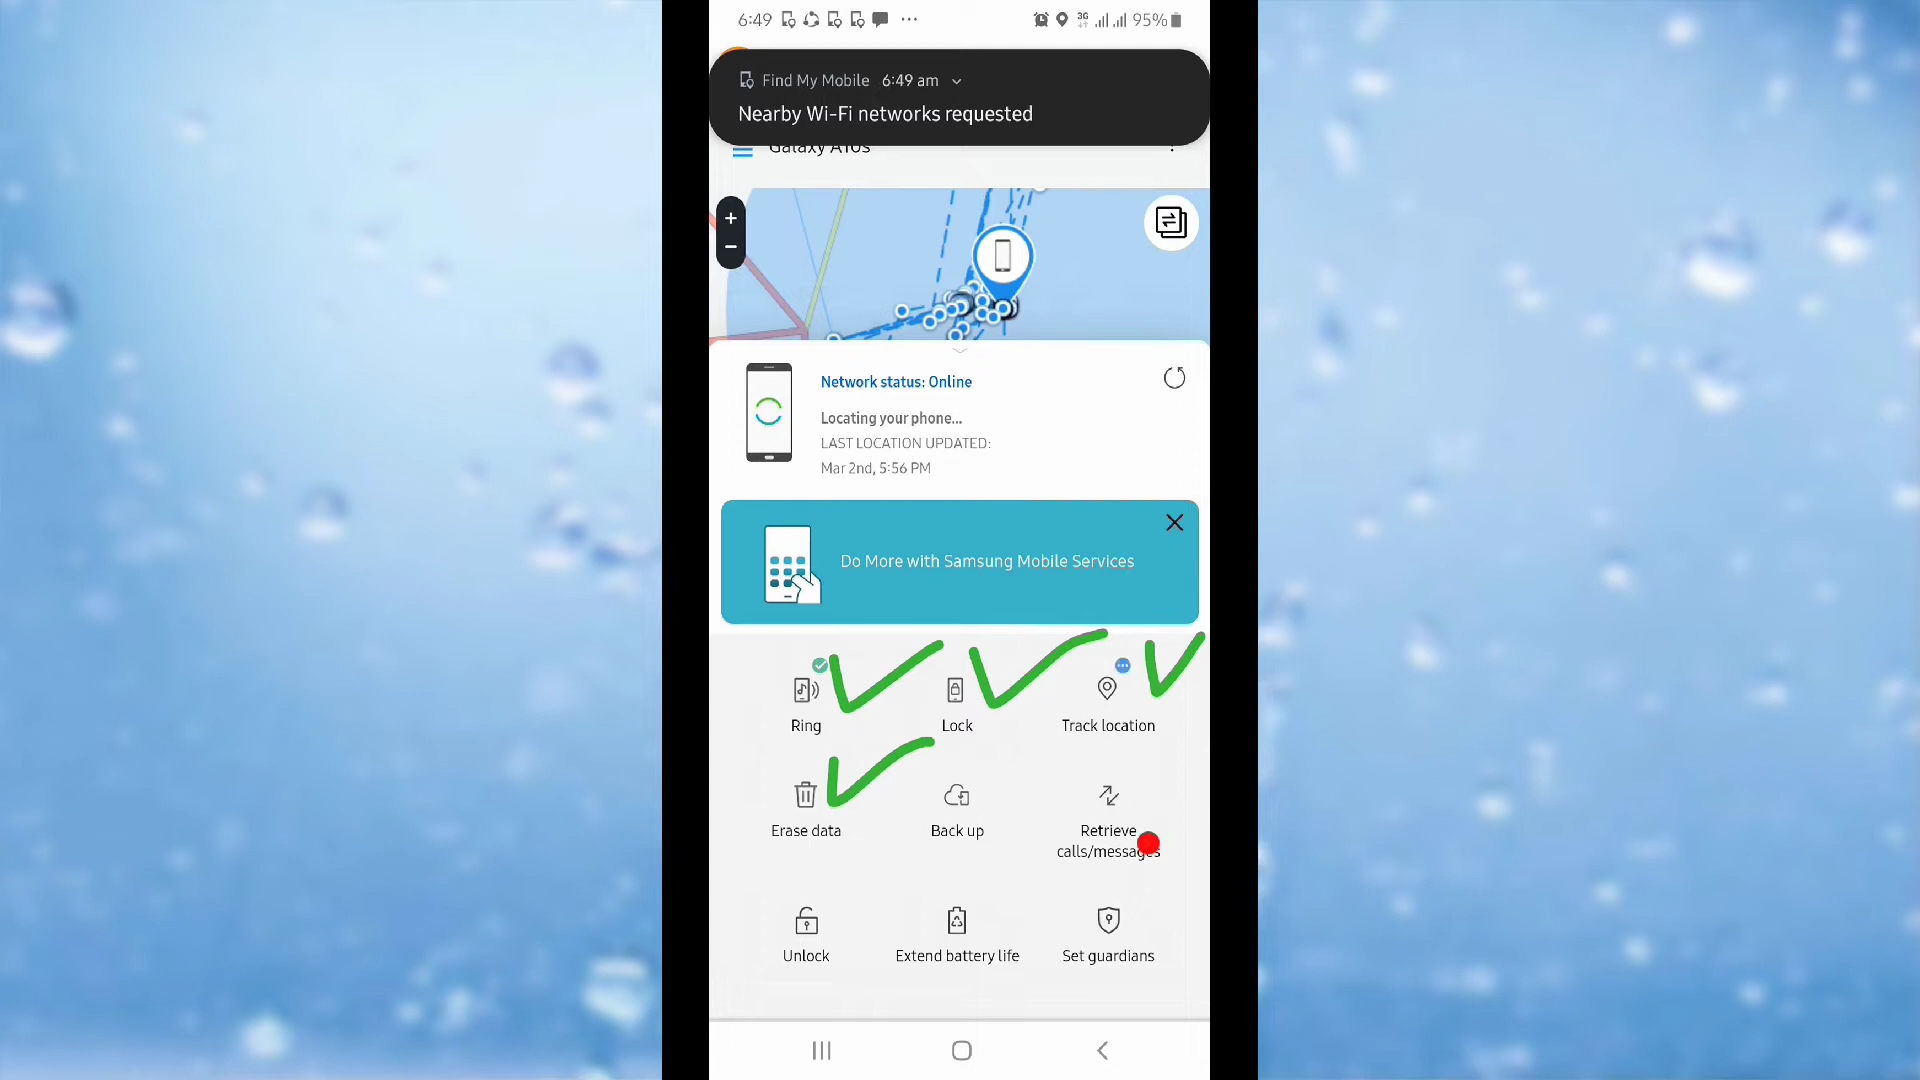 6:49
3G
95%
Find My Mobile 6:49 am
Nearby Wi-Fi networks requested
Galaxy A10s
Network status: Online
Locating your phone...
LAST LOCATION UPDATED:
Mar 2nd, 5:56 PM
Do More with Samsung Mobile Services
Ring
Lock
Track location
Erase data
Back up
Retrieve
calls/messages
Unlock
Extend battery life
Set guardians